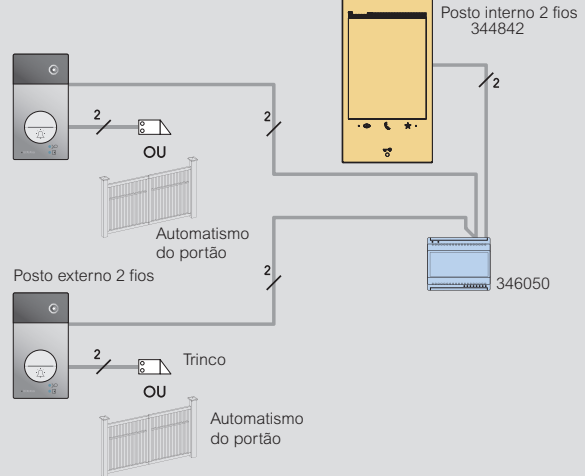 Posto interno 2 fios
344842
2
2
2
OU
Automatismo
do portão
Posto externo 2 fios
2
346050
2
Trinco
OU
Automatismo
do portão